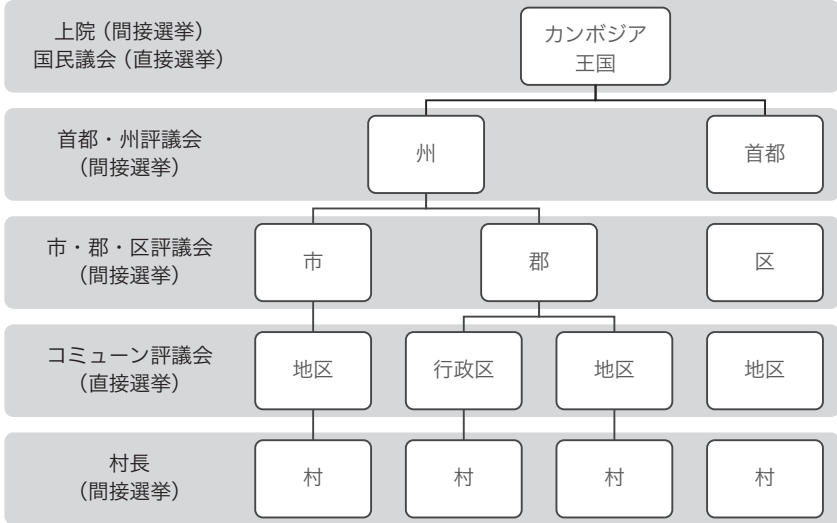 上院（間接選挙）
国民議会（直接選挙）
カンボジア
王国
首都・州評議会
（間接選挙）
州
首都
市・郡・区評議会
（間接選挙）
市
郡
区
コミューン評議会
（直接選挙）
地区
行政区
地区
地区
村長
（間接選挙）
村
村
村
村